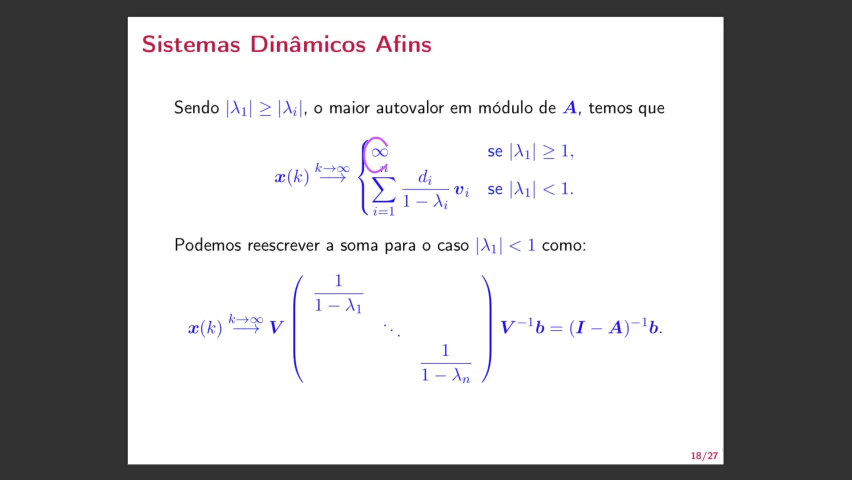 Sistemas Dinâmicos Afins
Sendo |λ₁| ≥ |λᵢ|, o maior autovalor em módulo de A, temos que
x(k) →^{k→∞} { ∞ se |λ₁| ≥ 1,
∑_{i=1}^{n} dᵢ/(1 − λᵢ) vᵢ se |λ₁| < 1.
Podemos reescrever a soma para o caso |λ₁| < 1 como:
x(k) →^{k→∞} V ( 1/(1 − λ₁) ⋱ 1/(1 − λₙ) ) V⁻¹b = (I − A)⁻¹b.
18/27